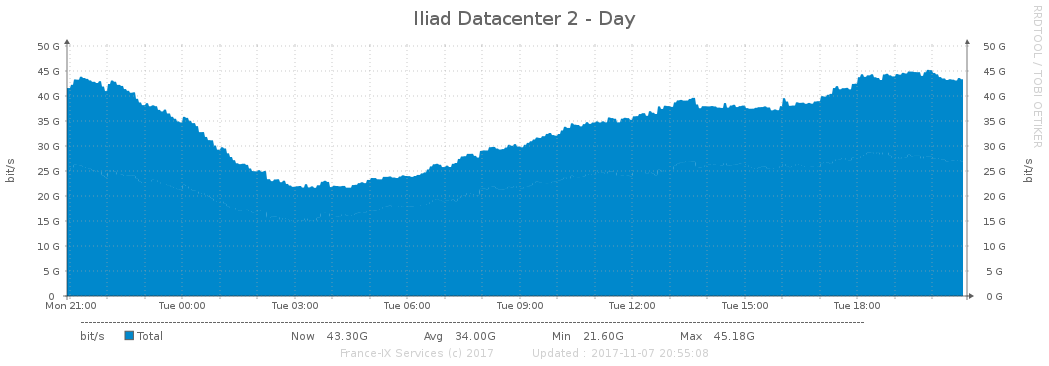 Iliad Datacenter 2 - Day
RRDTOOL / TOBI OETIKER
bit/s
50 G 50 G
45 G 45 G
40 G 40 G
35 G 35 G
30 G 30 G
25 G 25 G
20 G 20 G
15 G 15 G
10 G 10 G
5 G 5 G
0 0 G
bit/s
Mon 21:00 Tue 00:00 Tue 03:00 Tue 06:00 Tue 09:00 Tue 12:00 Tue 15:00 Tue 18:00
bit/s Total Now 43.30G Avg 34.00G Min 21.60G Max 45.18G
France-IX Services (c) 2017 Updated : 2017-11-07 20:55:08